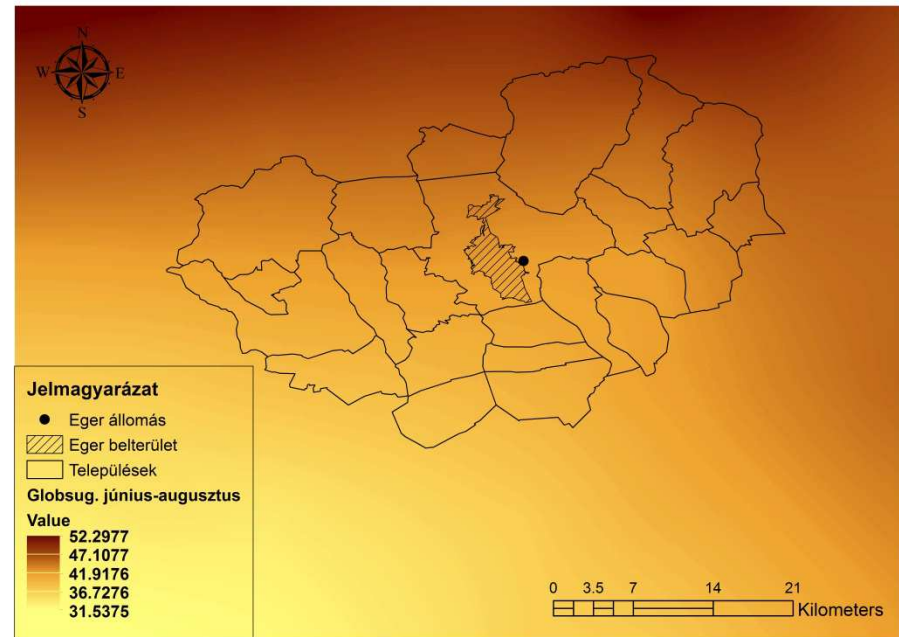 N
W E
S
Jelmagyarázat
Eger állomás
Eger belterület
Települések
Globsug. június-augusztus
Value
52.2977
47.1077
41.9176
36.7276
31.5375
0 3.5 7 14 21
Kilometers